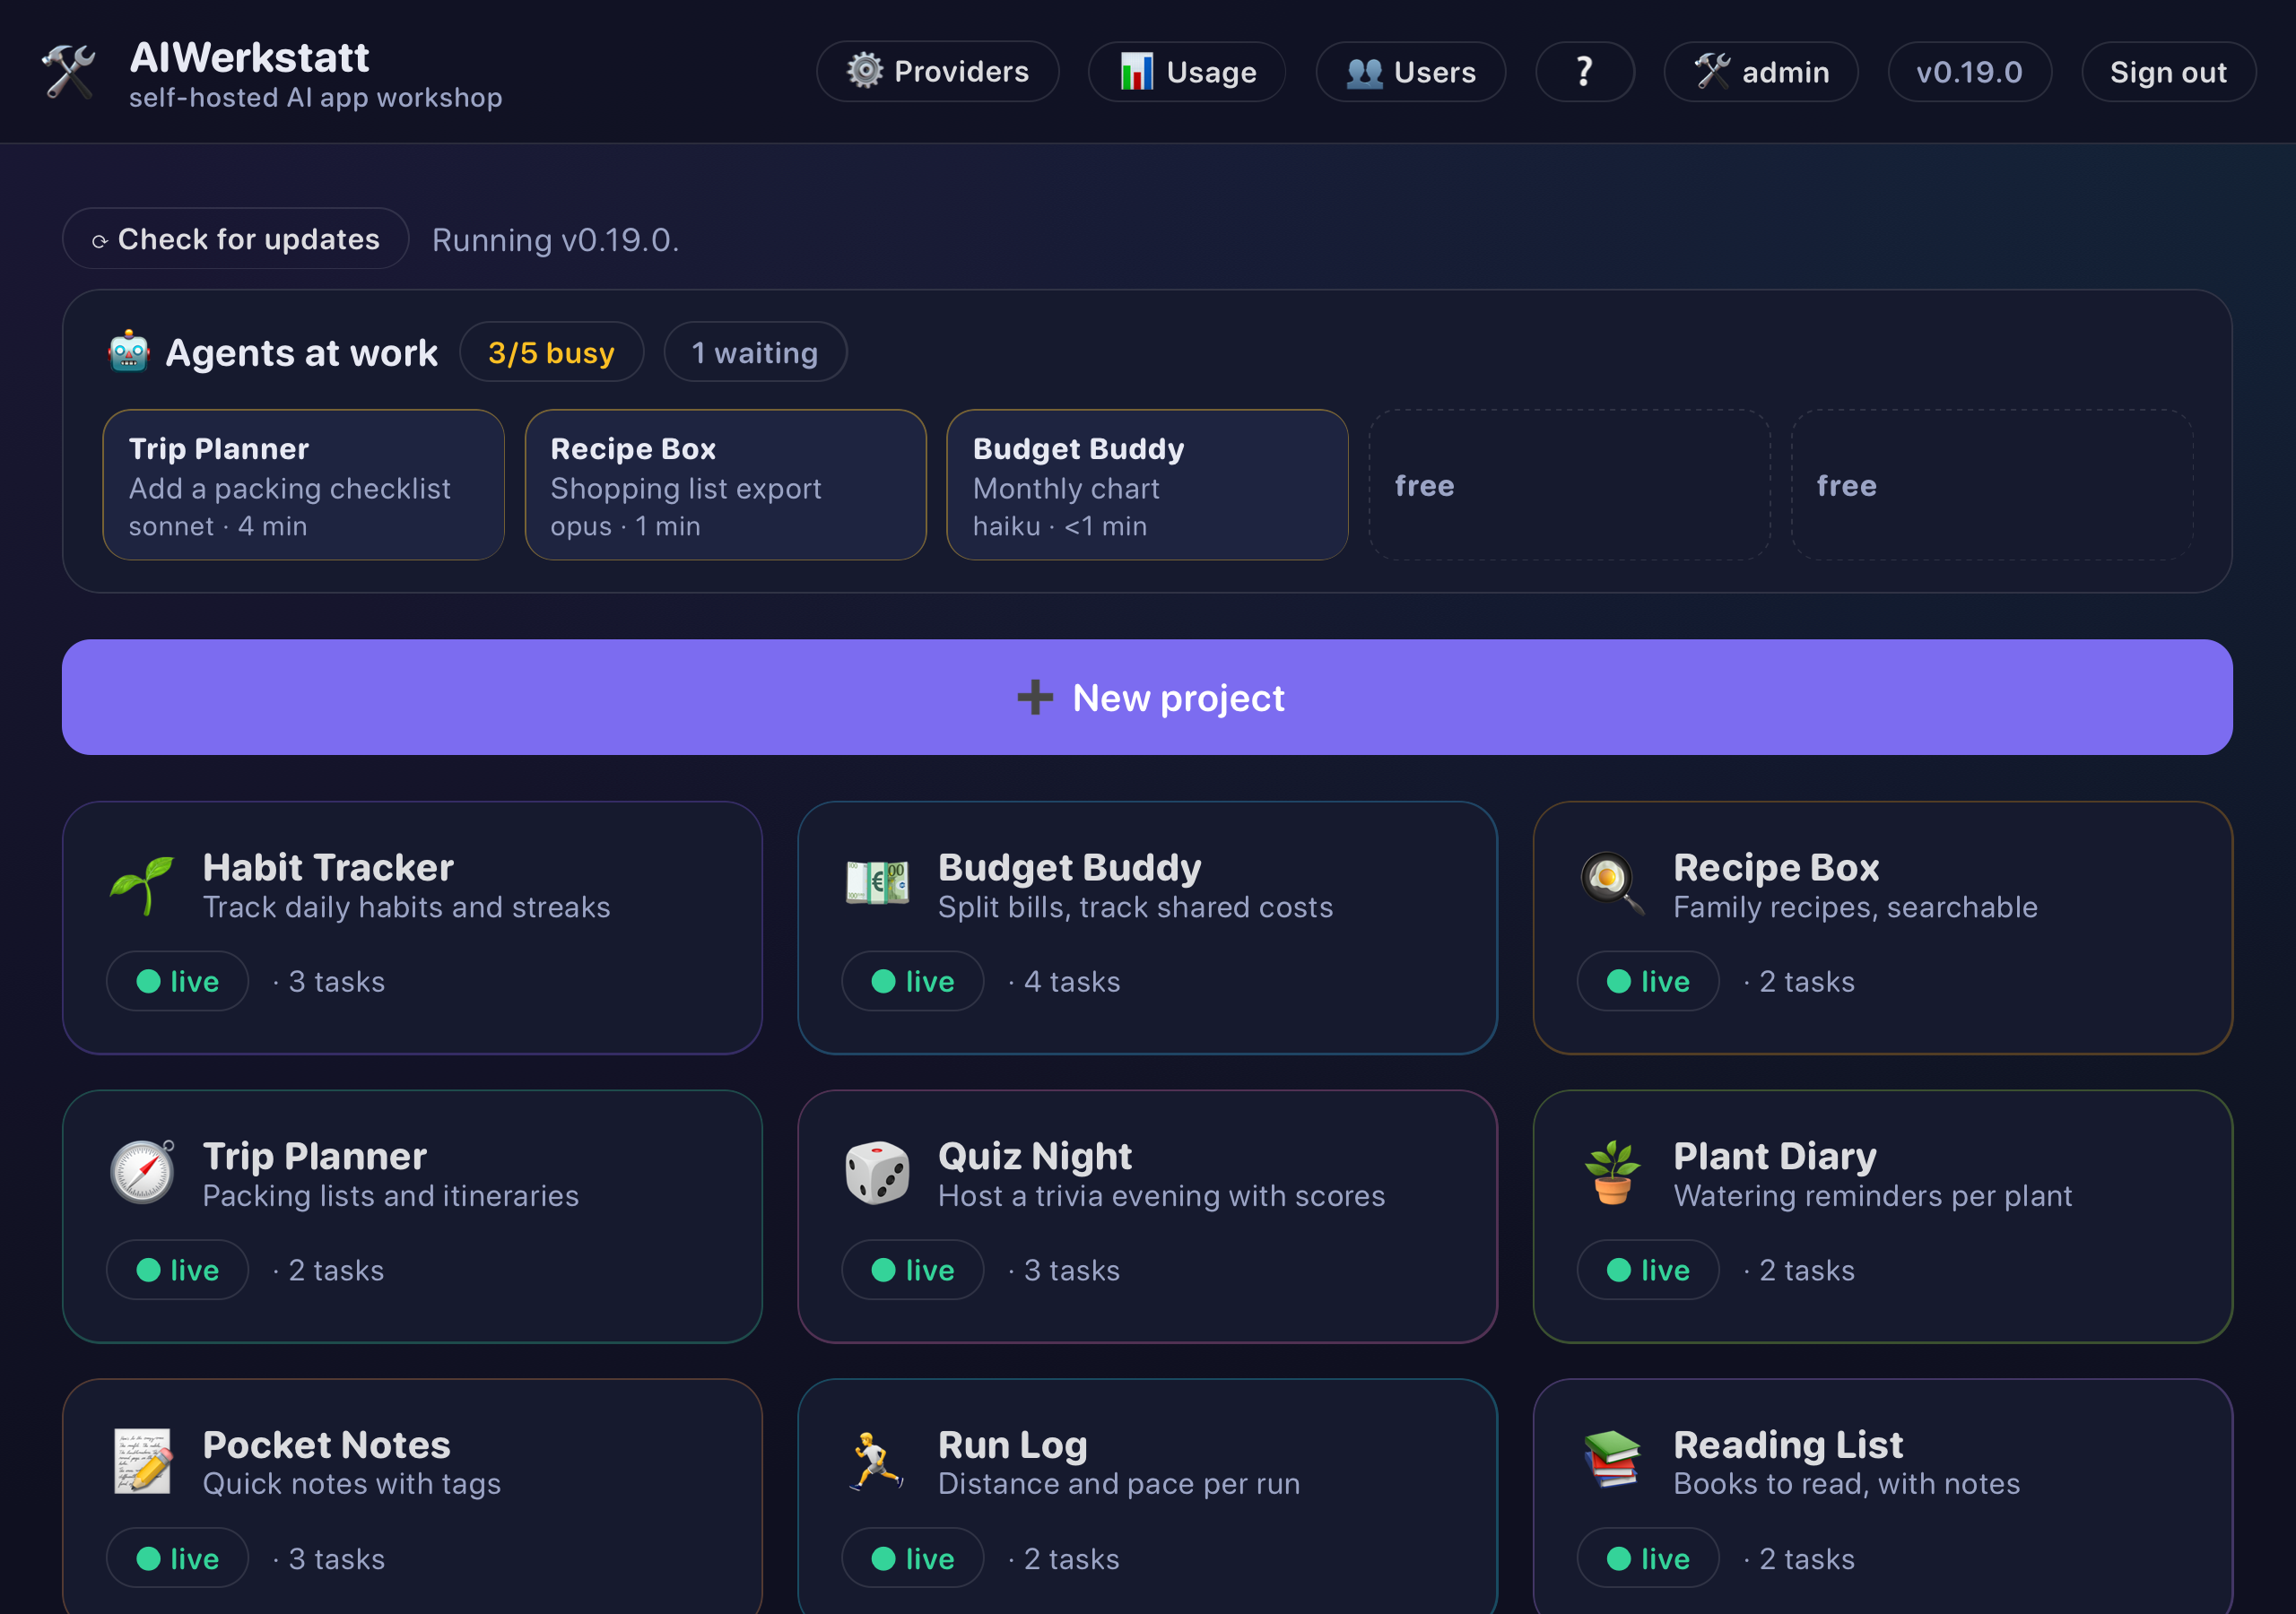 AIWerkstatt
self-hosted AI app workshop
Providers
Usage
Users
?
admin
v0.19.0
Sign out
Check for updates
Running v0.19.0.
Agents at work
3/5 busy
1 waiting
Trip Planner
Add a packing checklist
sonnet · 4 min
Recipe Box
Shopping list export
opus · 1 min
Budget Buddy
Monthly chart
haiku · <1 min
free
free
New project
Habit Tracker
Track daily habits and streaks
live · 3 tasks
Budget Buddy
Split bills, track shared costs
live · 4 tasks
Recipe Box
Family recipes, searchable
live · 2 tasks
Trip Planner
Packing lists and itineraries
live · 2 tasks
Quiz Night
Host a trivia evening with scores
live · 3 tasks
Plant Diary
Watering reminders per plant
live · 2 tasks
Pocket Notes
Quick notes with tags
live · 3 tasks
Run Log
Distance and pace per run
live · 2 tasks
Reading List
Books to read, with notes
live · 2 tasks